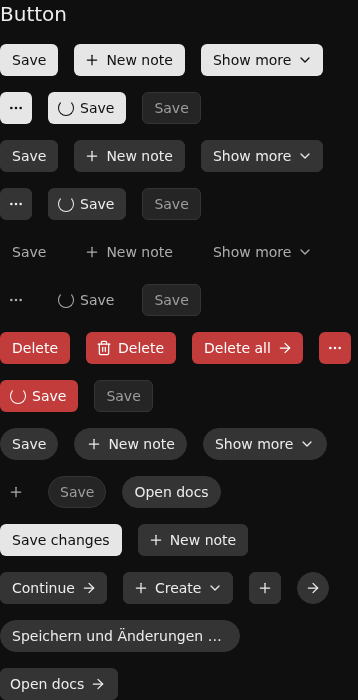 Button
Save New note Show more
... Save Save
Save New note Show more
... Save Save
Save New note Show more
... Save Save
Delete Delete Delete all ...
Save Save
Save New note Show more
Save Open docs
Save changes New note
Continue Create
Speichern und Änderungen ...
Open docs